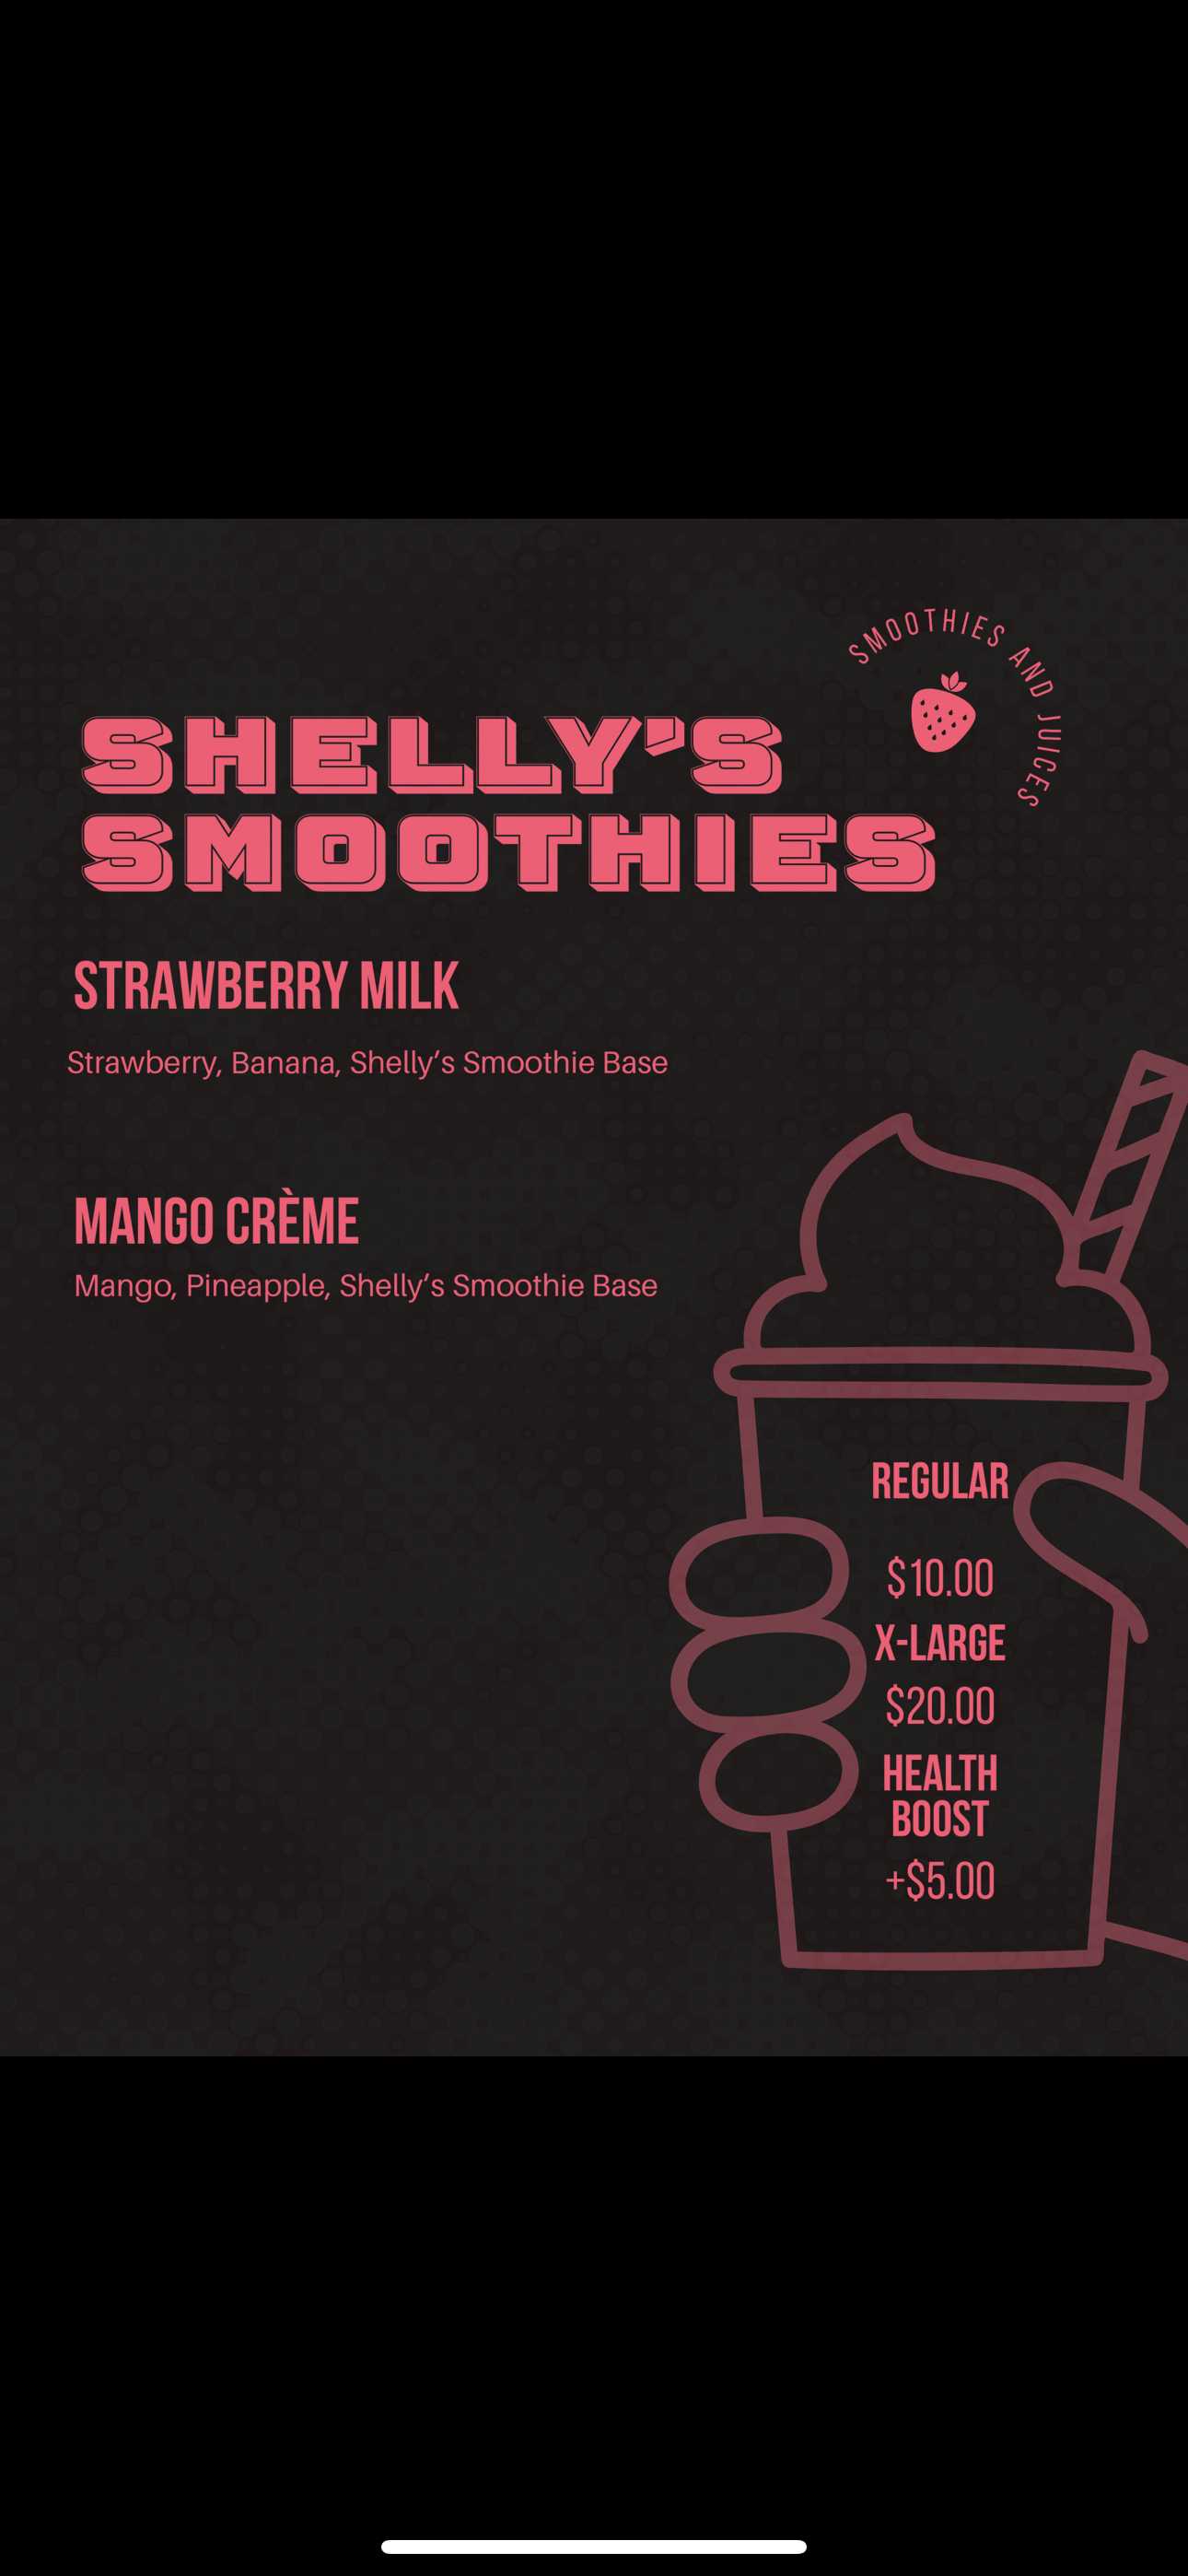 SMOOTHIES AND JUICES
SHELLY'S
SMOOTHIES
STRAWBERRY MILK
Strawberry, Banana, Shelly's Smoothie Base
MANGO CRÈME
Mango, Pineapple, Shelly's Smoothie Base
REGULAR
$10.00
X-LARGE
$20.00
HEALTH
BOOST
+$5.00